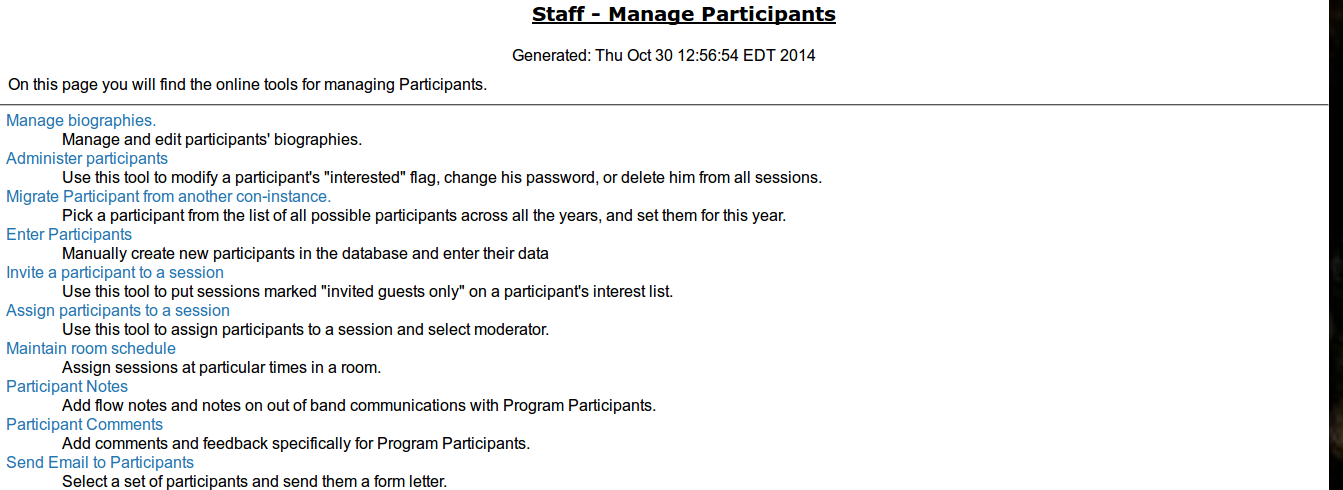 Staff - Manage Participants
Generated: Thu Oct 30 12:56:54 EDT 2014
On this page you will find the online tools for managing Participants.
Manage biographies.
Manage and edit participants' biographies.
Administer participants
Use this tool to modify a participant's "interested" flag, change his password, or delete him from all sessions.
Migrate Participant from another con-instance.
Pick a participant from the list of all possible participants across all the years, and set them for this year.
Enter Participants
Manually create new participants in the database and enter their data
Invite a participant to a session
Use this tool to put sessions marked "invited guests only" on a participant's interest list.
Assign participants to a session
Use this tool to assign participants to a session and select moderator.
Maintain room schedule
Assign sessions at particular times in a room.
Participant Notes
Add flow notes and notes on out of band communications with Program Participants.
Participant Comments
Add comments and feedback specifically for Program Participants.
Send Email to Participants
Select a set of participants and send them a form letter.